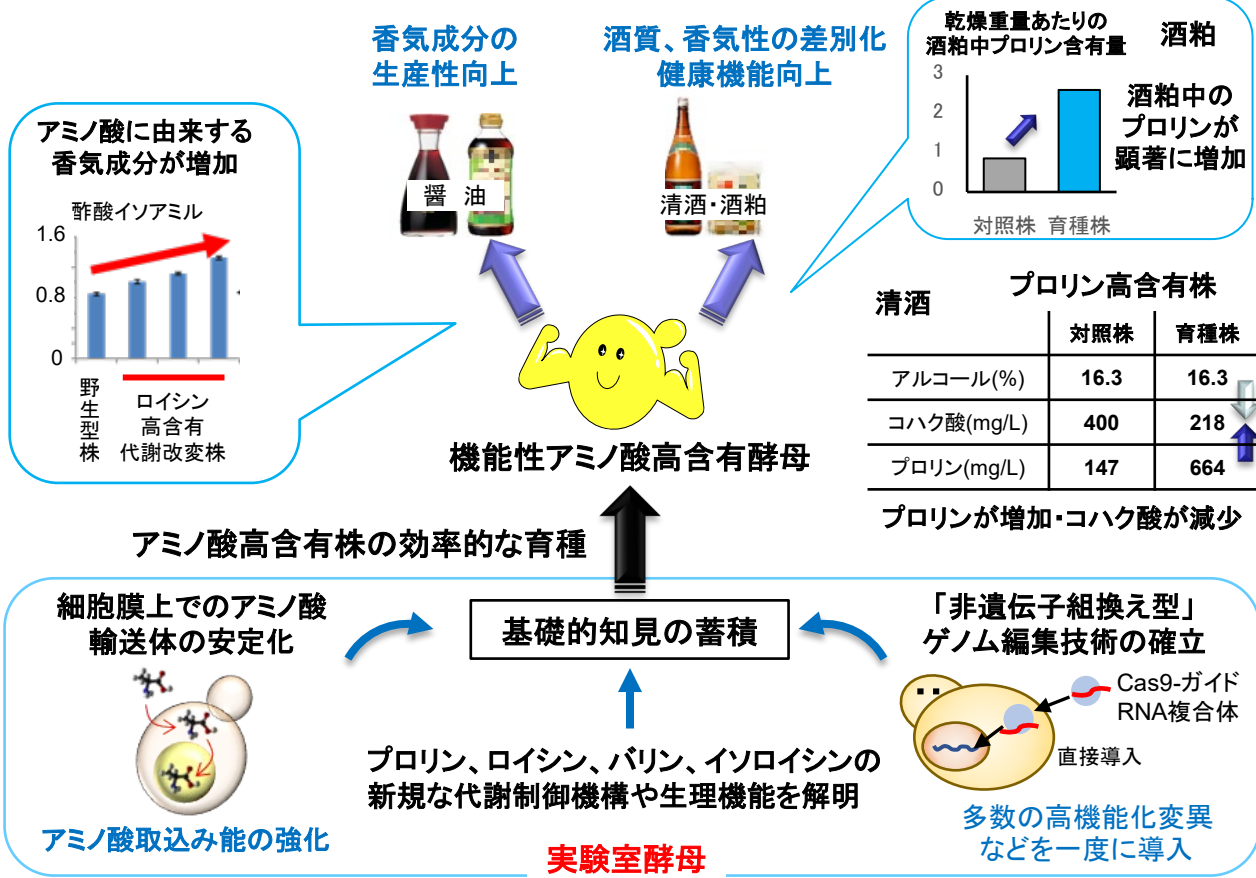 香気成分の
生産性向上
酒質、香気性の差別化
健康機能向上
乾燥重量あたりの
酒粕中プロリン含有量
酒粕
3
2
1
0
対照株 育種株
酒粕中の
プロリンが
顕著に増加
アミノ酸に由来する
香気成分が増加
酢酸イソアミル
1.6
0.8
0
野生型株
ロイシン
高含有
代謝改変株
醤 油
清酒・酒粕
機能性アミノ酸高含有酵母
清酒
プロリン高含有株
対照株 育種株
アルコール(%) 16.3 16.3
コハク酸(mg/L) 400 218
プロリン(mg/L) 147 664
プロリンが増加・コハク酸が減少
アミノ酸高含有株の効率的な育種
細胞膜上でのアミノ酸
輸送体の安定化
アミノ酸取込み能の強化
基礎的知見の蓄積
プロリン、ロイシン、バリン、イソロイシンの
新規な代謝制御機構や生理機能を解明
実験室酵母
「非遺伝子組換え型」
ゲノム編集技術の確立
Cas9-ガイド
RNA複合体
直接導入
多数の高機能化変異
などを一度に導入